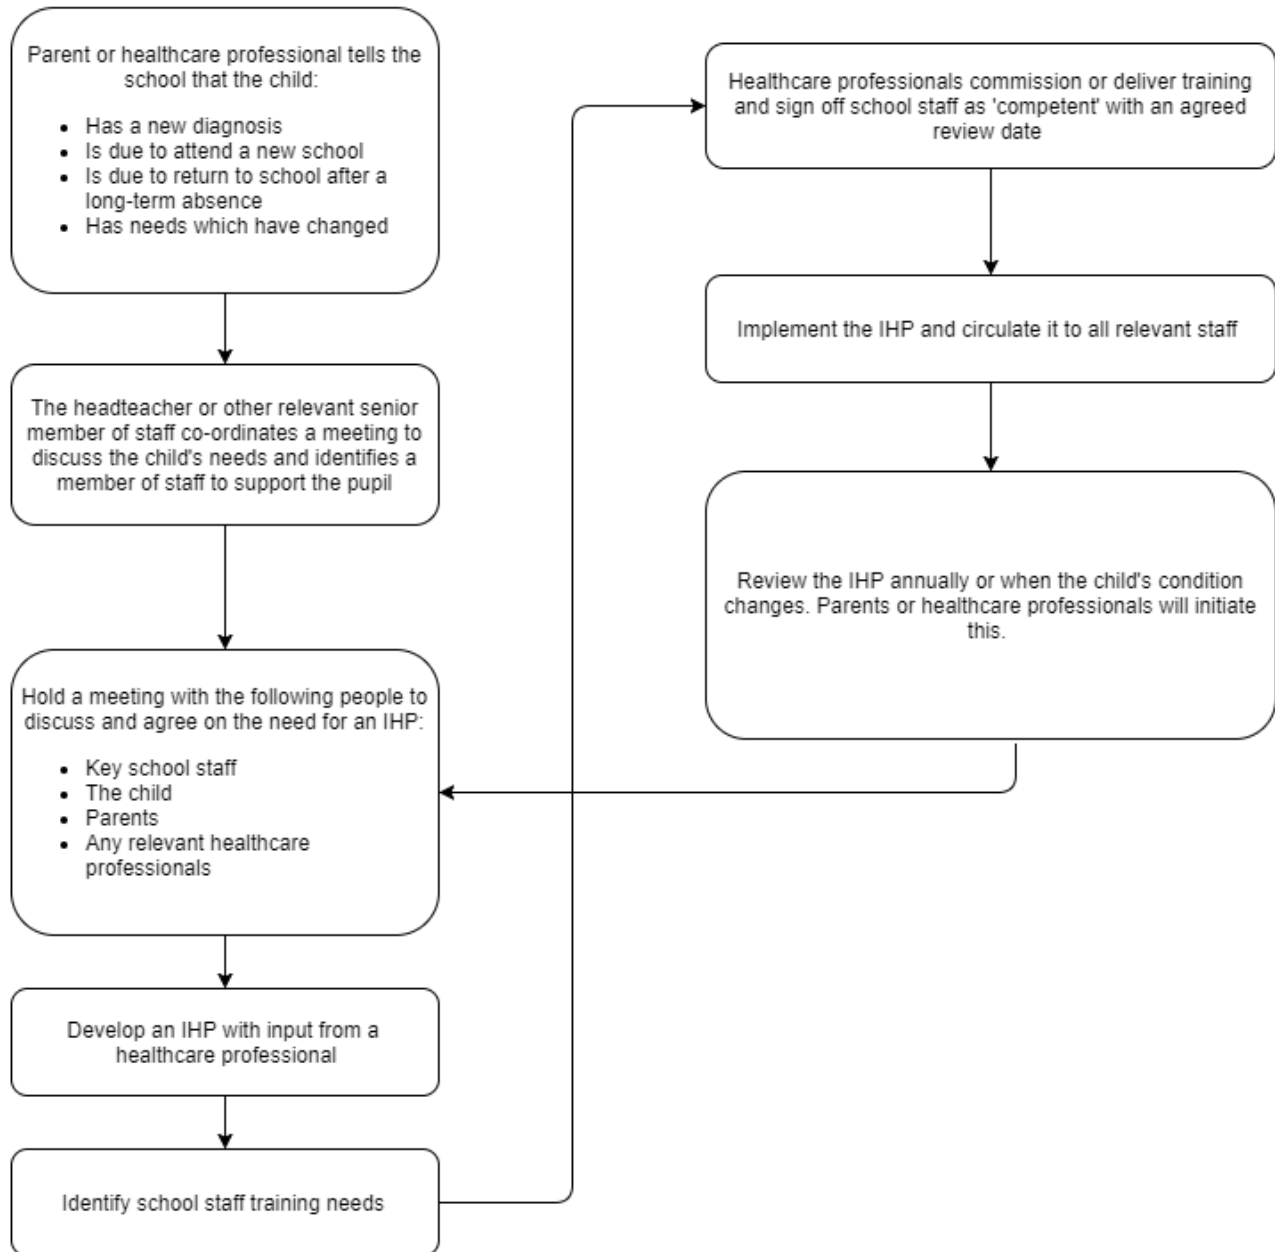 Parent or healthcare professional tells the
school that the child:
• Has a new diagnosis
• Is due to attend a new school
• Is due to return to school after a
long-term absence
• Has needs which have changed
The headteacher or other relevant senior
member of staff co-ordinates a meeting to
discuss the child's needs and identifies a
member of staff to support the pupil
Hold a meeting with the following people to
discuss and agree on the need for an IHP:
• Key school staff
• The child
• Parents
• Any relevant healthcare
professionals
Develop an IHP with input from a
healthcare professional
Identify school staff training needs
Healthcare professionals commission or deliver training
and sign off school staff as 'competent' with an agreed
review date
Implement the IHP and circulate it to all relevant staff
Review the IHP annually or when the child's condition
changes. Parents or healthcare professionals will initiate
this.